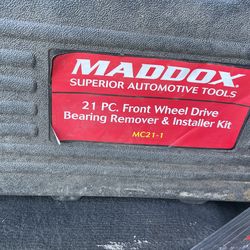 MADDOX
SUPERIOR AUTOMOTIVE TOOLS
21 PC. Front Wheel Drive
Bearing Remover & Installer Kit
MC21-1